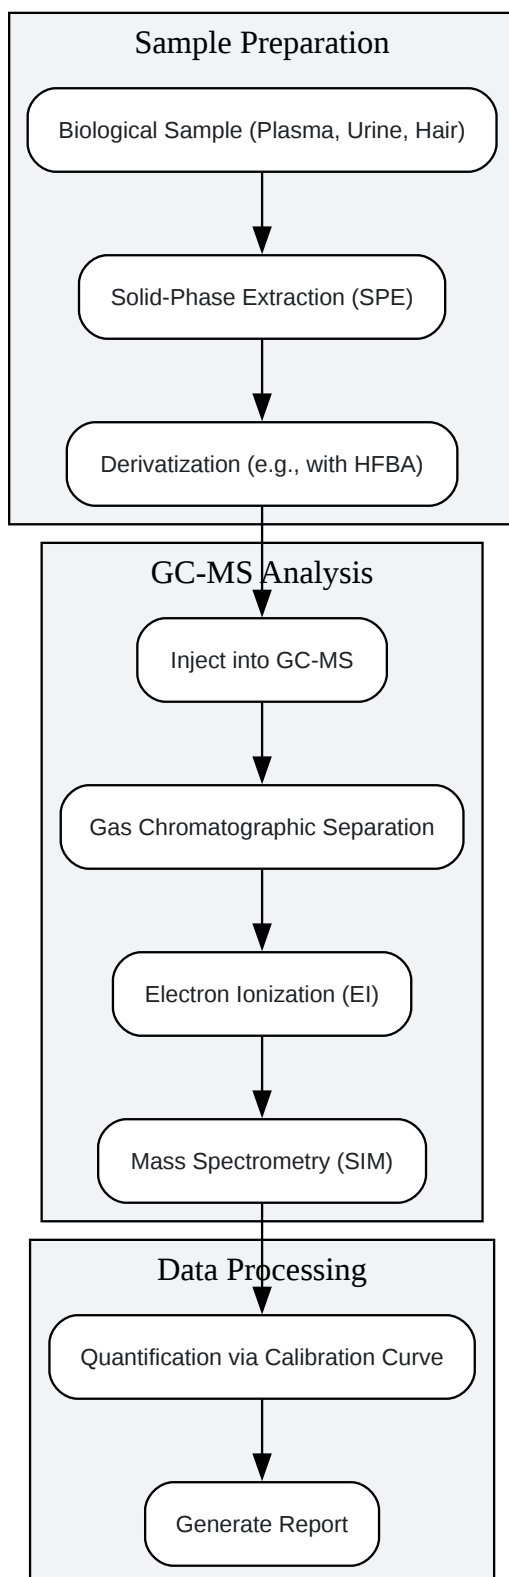 Sample Preparation
Biological Sample (Plasma, Urine, Hair)
Solid-Phase Extraction (SPE)
Derivatization (e.g., with HFBA)
GC-MS Analysis
Inject into GC-MS
Gas Chromatographic Separation
Electron Ionization (EI)
Mass Spectrometry (SIM)
Data Processing
Quantification via Calibration Curve
Generate Report